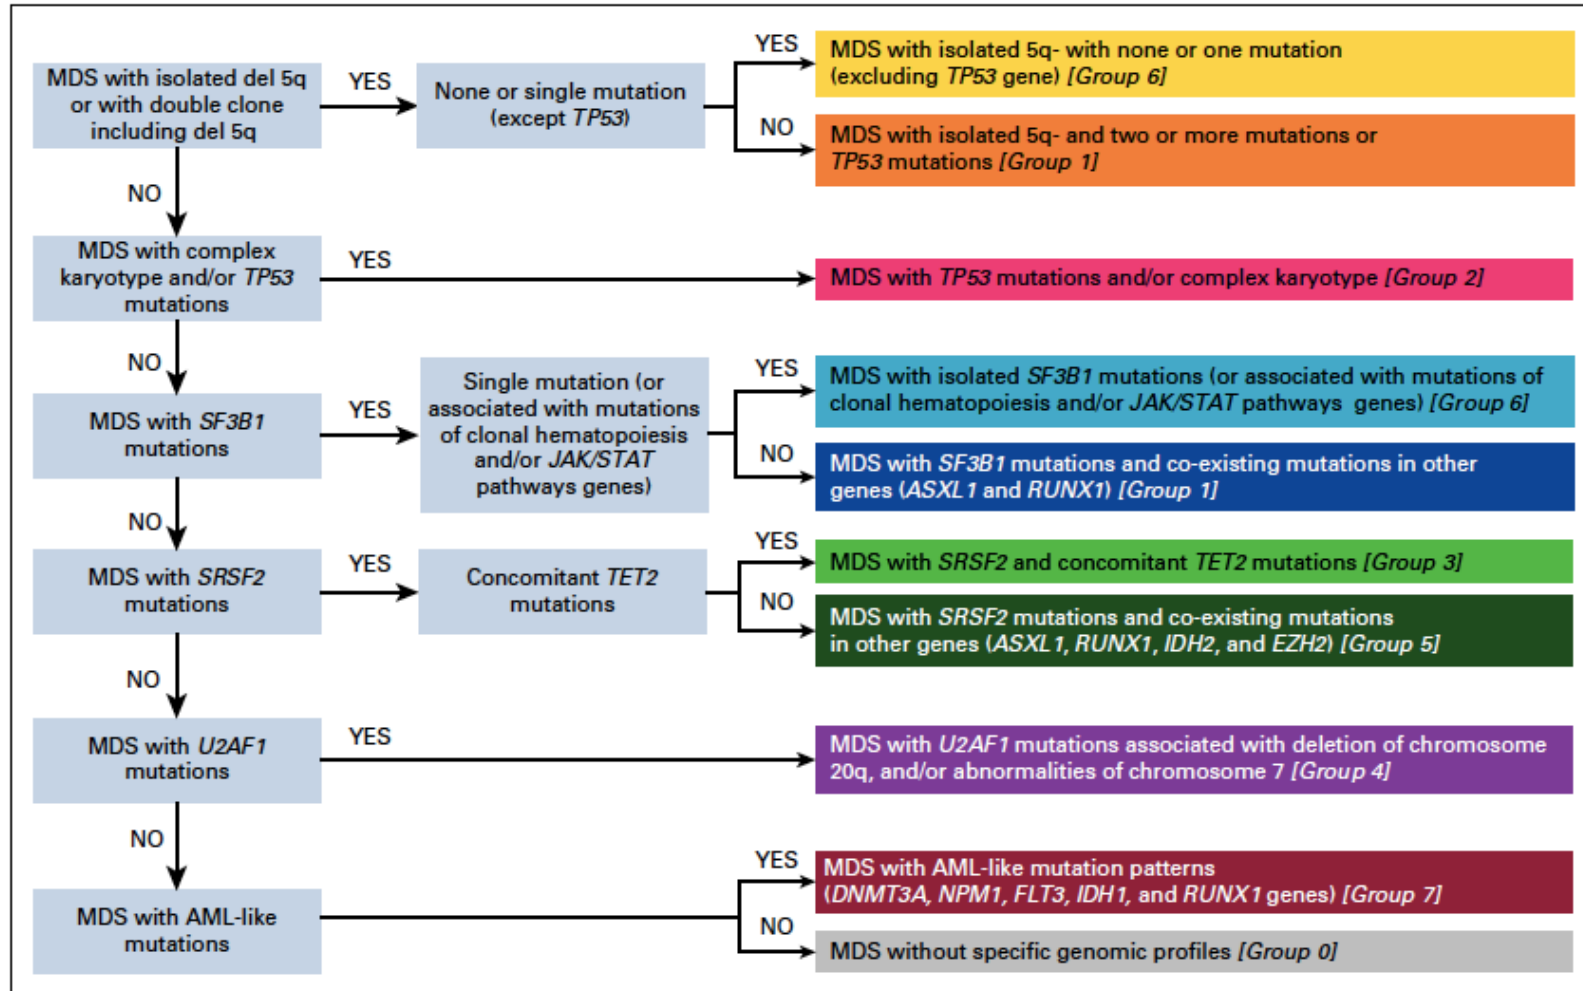 MDS with isolated del 5q
or with double clone
including del 5q
YES
None or single mutation
(except TP53)
YES
MDS with isolated 5q- with none or one mutation
(excluding TP53 gene) [Group 6]
NO
MDS with isolated 5q- and two or more mutations or
TP53 mutations [Group 1]
NO
MDS with complex
karyotype and/or TP53
mutations
YES
MDS with TP53 mutations and/or complex karyotype [Group 2]
NO
MDS with SF3B1
mutations
YES
Single mutation (or
associated with mutations
of clonal hematopoiesis
and/or JAK/STAT
pathways genes)
YES
MDS with isolated SF3B1 mutations (or associated with mutations of
clonal hematopoiesis and/or JAK/STAT pathways genes) [Group 6]
NO
MDS with SF3B1 mutations and co-existing mutations in other
genes (ASXL1 and RUNX1) [Group 1]
NO
MDS with SRSF2
mutations
YES
Concomitant TET2
mutations
YES
MDS with SRSF2 and concomitant TET2 mutations [Group 3]
NO
MDS with SRSF2 mutations and co-existing mutations
in other genes (ASXL1, RUNX1, IDH2, and EZH2) [Group 5]
NO
MDS with U2AF1
mutations
YES
MDS with U2AF1 mutations associated with deletion of chromosome
20q, and/or abnormalities of chromosome 7 [Group 4]
NO
MDS with AML-like
mutations
YES
MDS with AML-like mutation patterns
(DNMT3A, NPM1, FLT3, IDH1, and RUNX1 genes) [Group 7]
NO
MDS without specific genomic profiles [Group 0]